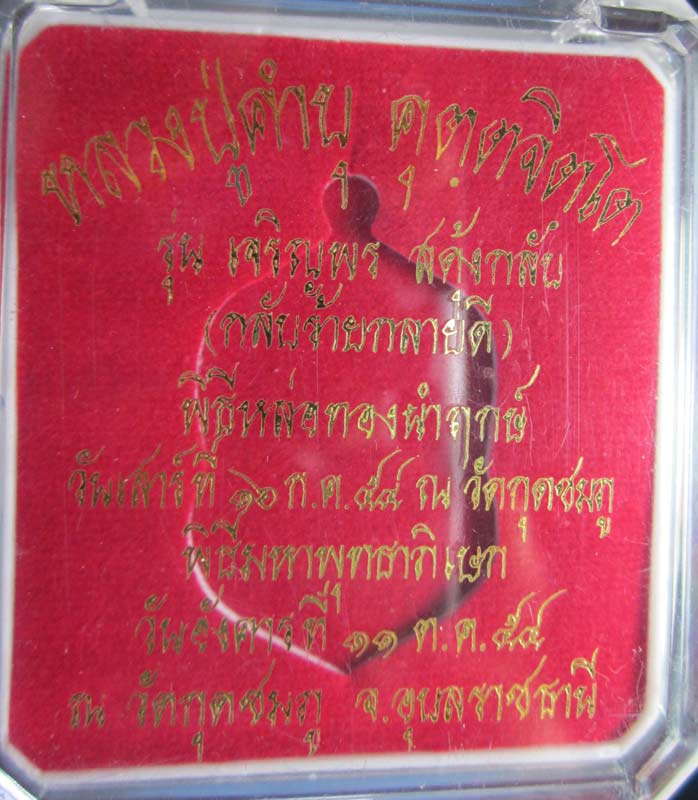 หลวงปู่คำบุ คุตฺตจิตฺโต
รุ่น เจริญพร สดุ้งกลับ
(กลับร้ายกลายดี)
พิธีหล่อทองนำฤกษ์
วันเสาร์ที่ ๑๖ ก.ค.๕๔ ณ วัดกุดชมภู
พิธีมหาพุทธาภิเษก
วันอังคารที่ ๑๑ ต.ค.๕๔
ณ วัดกุดชมภู จ.อุบลราชธานี